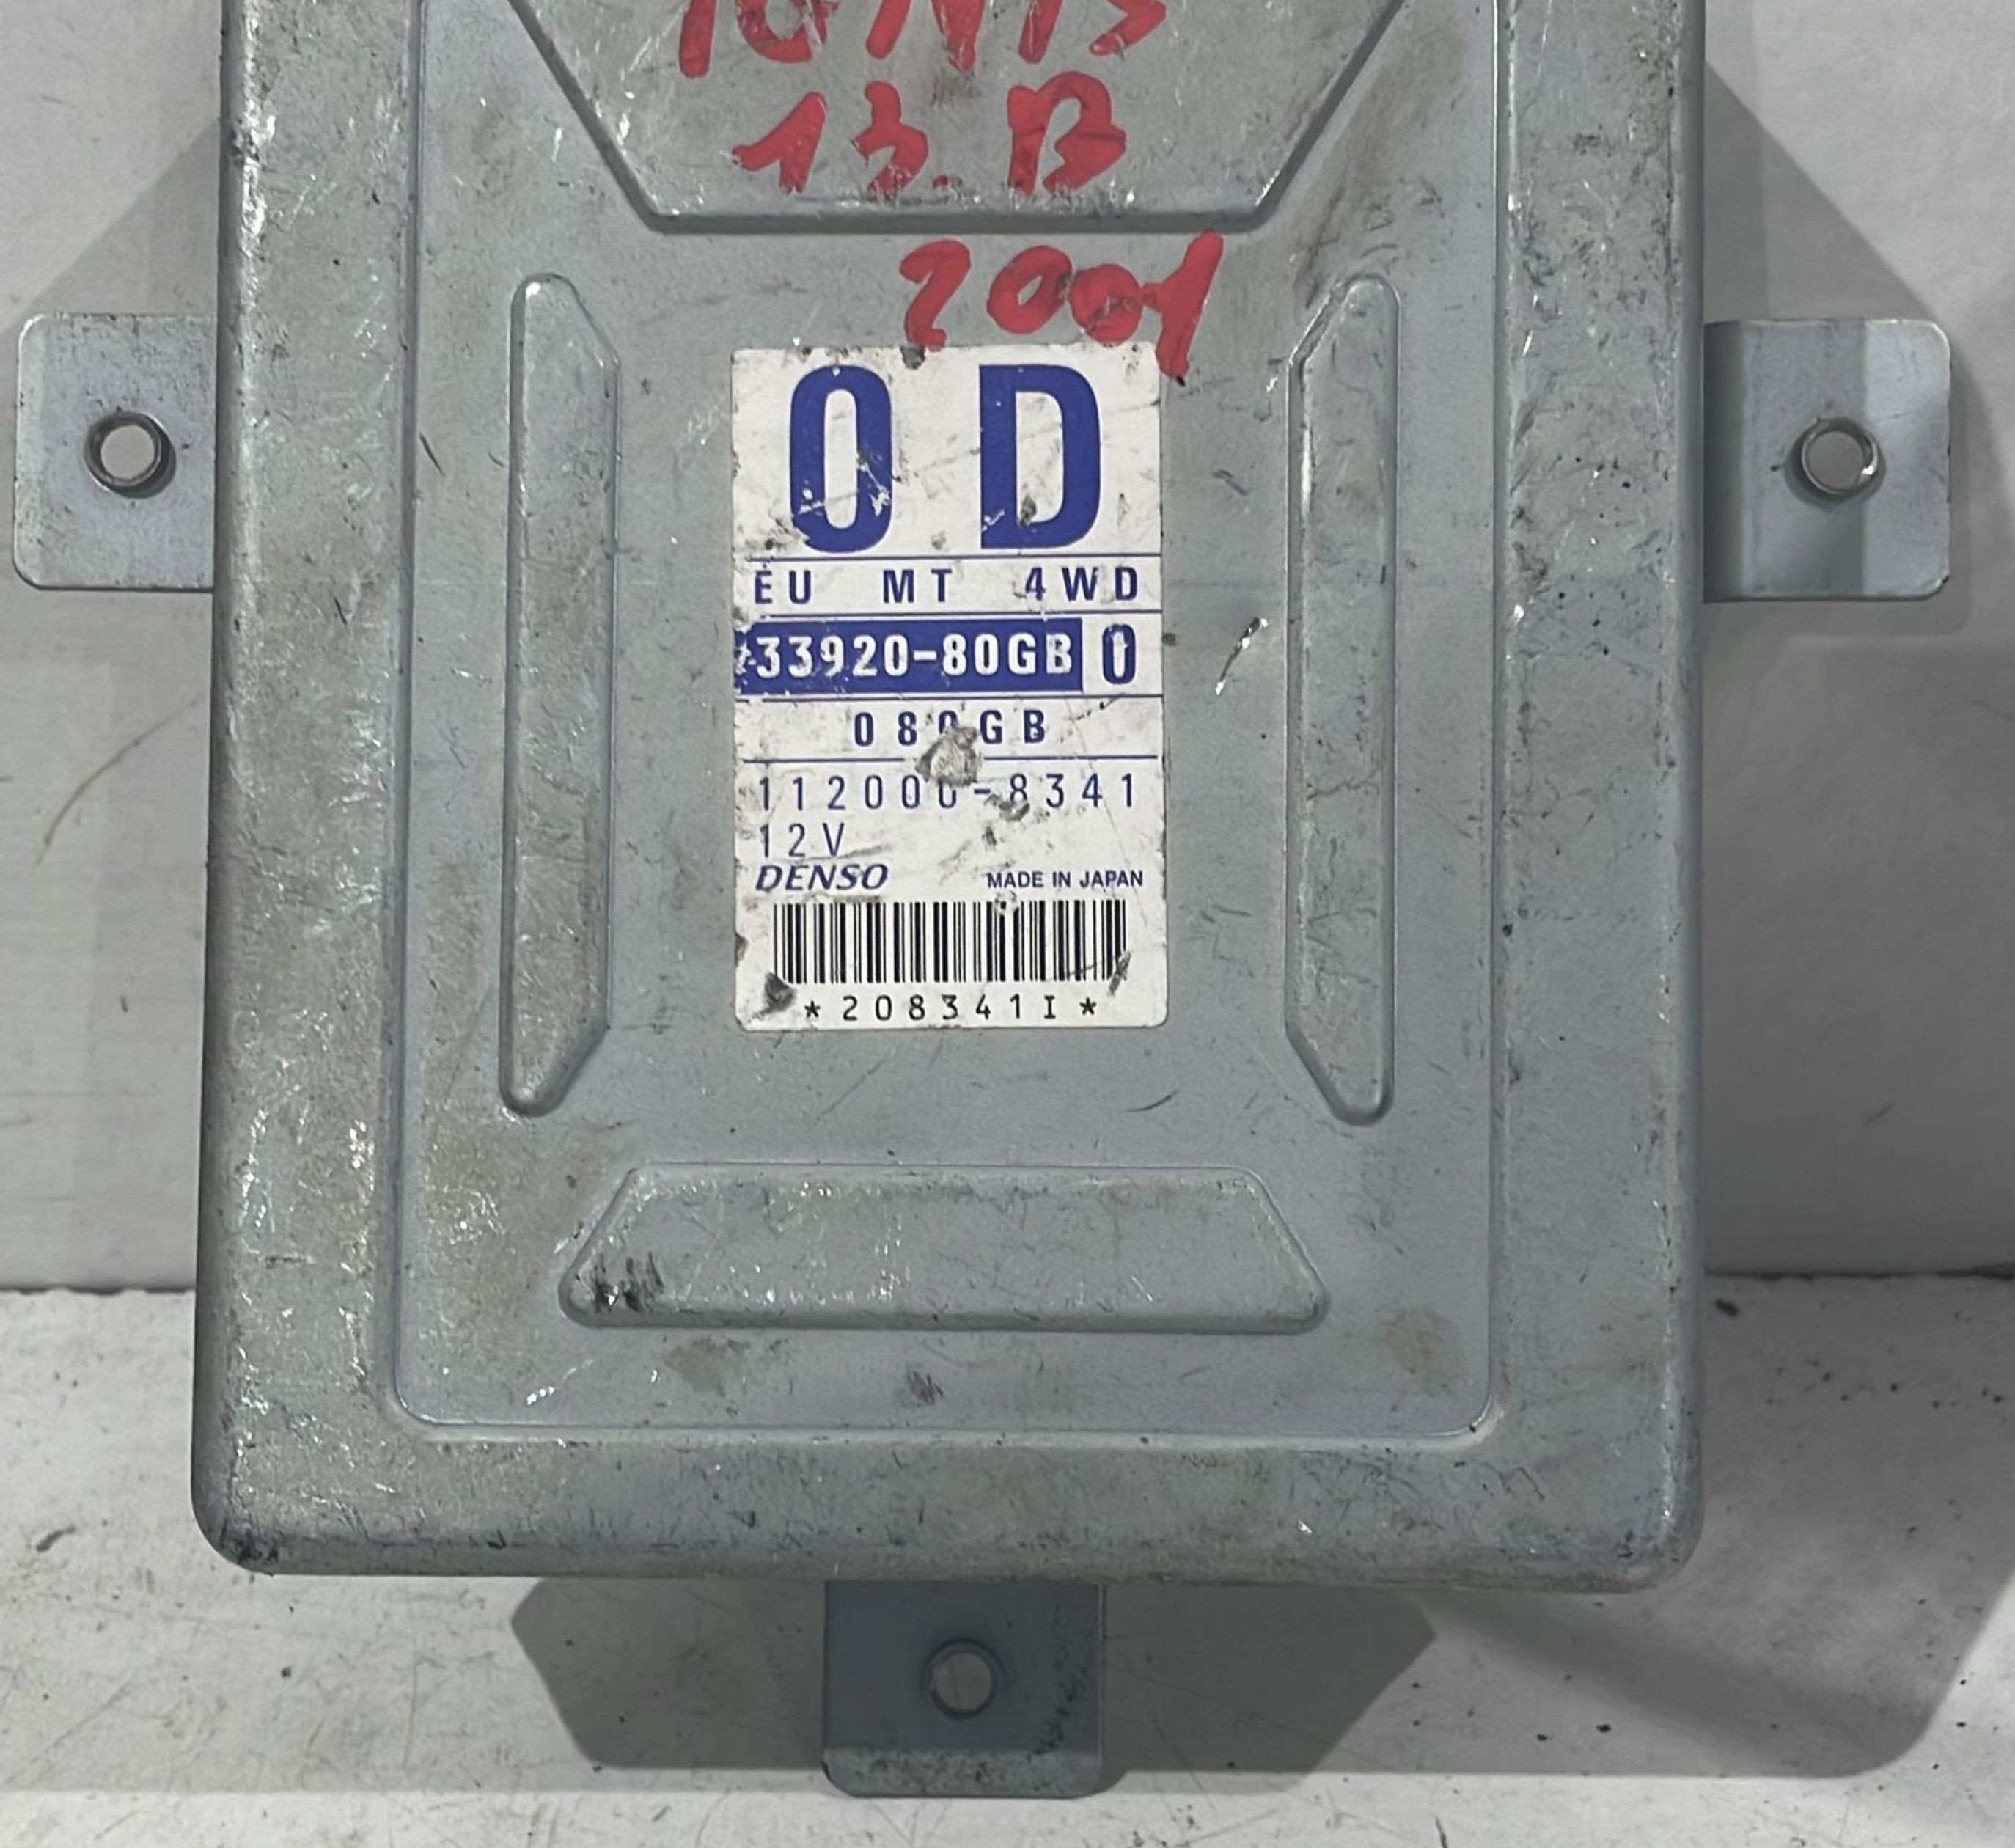 13.B
2001
0 D
EU MT 4WD
33920-80GB 0
080GB
112000-8341
12V
DENSO MADE IN JAPAN
*208341I*